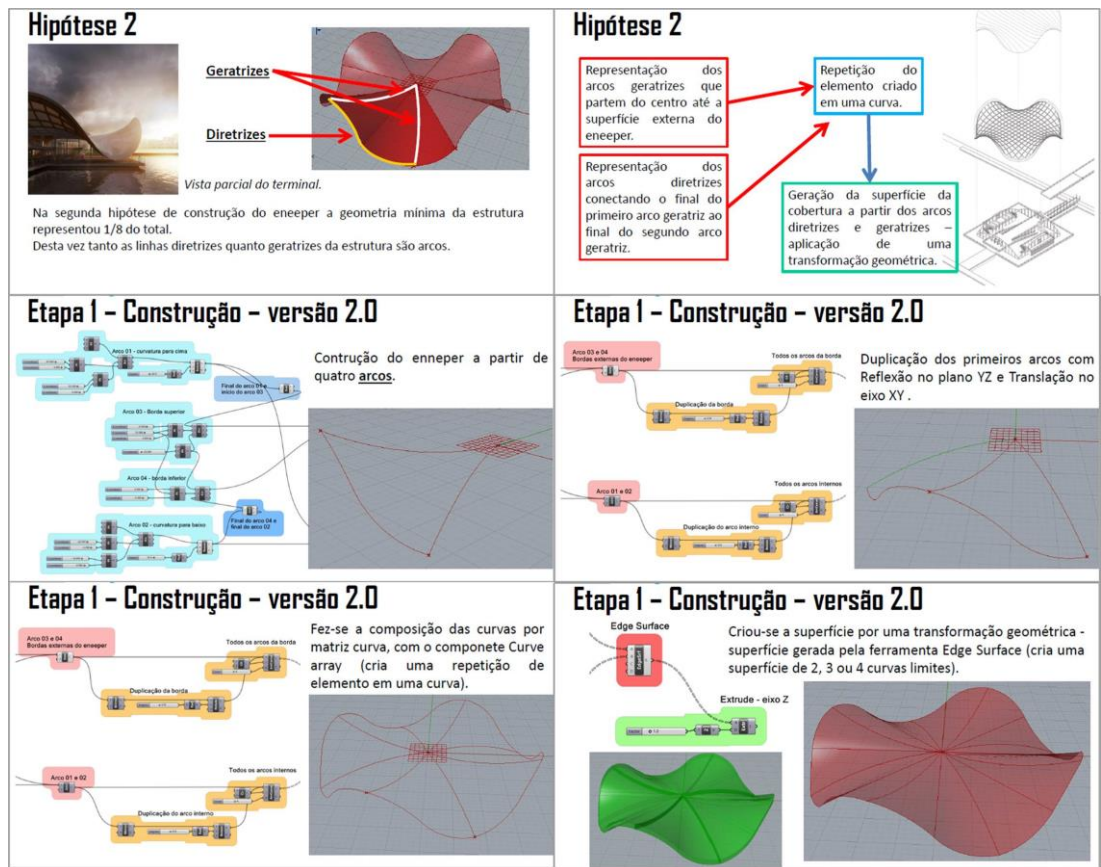 Hipótese 2
Geratrizes
Diretrizes
Vista parcial do terminal.
Na segunda hipótese de construção do eneeper a geometria mínima da estrutura
representou 1/8 do total.
Desta vez tanto as linhas diretrizes quanto geratrizes da estrutura são arcos.
Hipótese 2
Representação dos
arcos geratrizes que
partem do centro até a
superfície externa do
eneeper.
Representação dos
arcos diretrizes
conectando o final do
primeiro arco geratriz ao
final do segundo arco
geratriz.
Repetição do
elemento criado
em uma curva.
Geração da superfície da
cobertura a partir dos arcos
diretrizes e geratrizes –
aplicação de uma
transformação geométrica.
Etapa 1 – Construção – versão 2.0
Arco 01 - curvatura para cima
Final do arco 01 e
início do arco 03
Arco 03 - Borda superior
Arco 04 - borda inferior
Arco 02 - curvatura para baixo
Final do arco 04 e
final do arco 02
Contrução do enneper a partir de
quatro arcos.
Etapa 1 – Construção – versão 2.0
Arco 03 e 04
Bordas externas do eneeper
Todos os arcos da borda
Duplicação da borda
Arco 01 e 02
Todos os arcos internos
Duplicação do arco interno
Duplicação dos primeiros arcos com
Reflexão no plano YZ e Translação no
eixo XY .
Etapa 1 – Construção – versão 2.0
Arco 03 e 04
Bordas externas do eneeper
Todos os arcos da borda
Duplicação da borda
Arco 01 e 02
Todos os arcos internos
Duplicação do arco interno
Fez-se a composição das curvas por
matriz curva, com o componete Curve
array (cria uma repetição de
elemento em uma curva).
Etapa 1 – Construção – versão 2.0
Edge Surface
Extrude - eixo Z
Criou-se a superfície por uma transformação geométrica -
superfície gerada pela ferramenta Edge Surface (cria uma
superfície de 2, 3 ou 4 curvas limites).